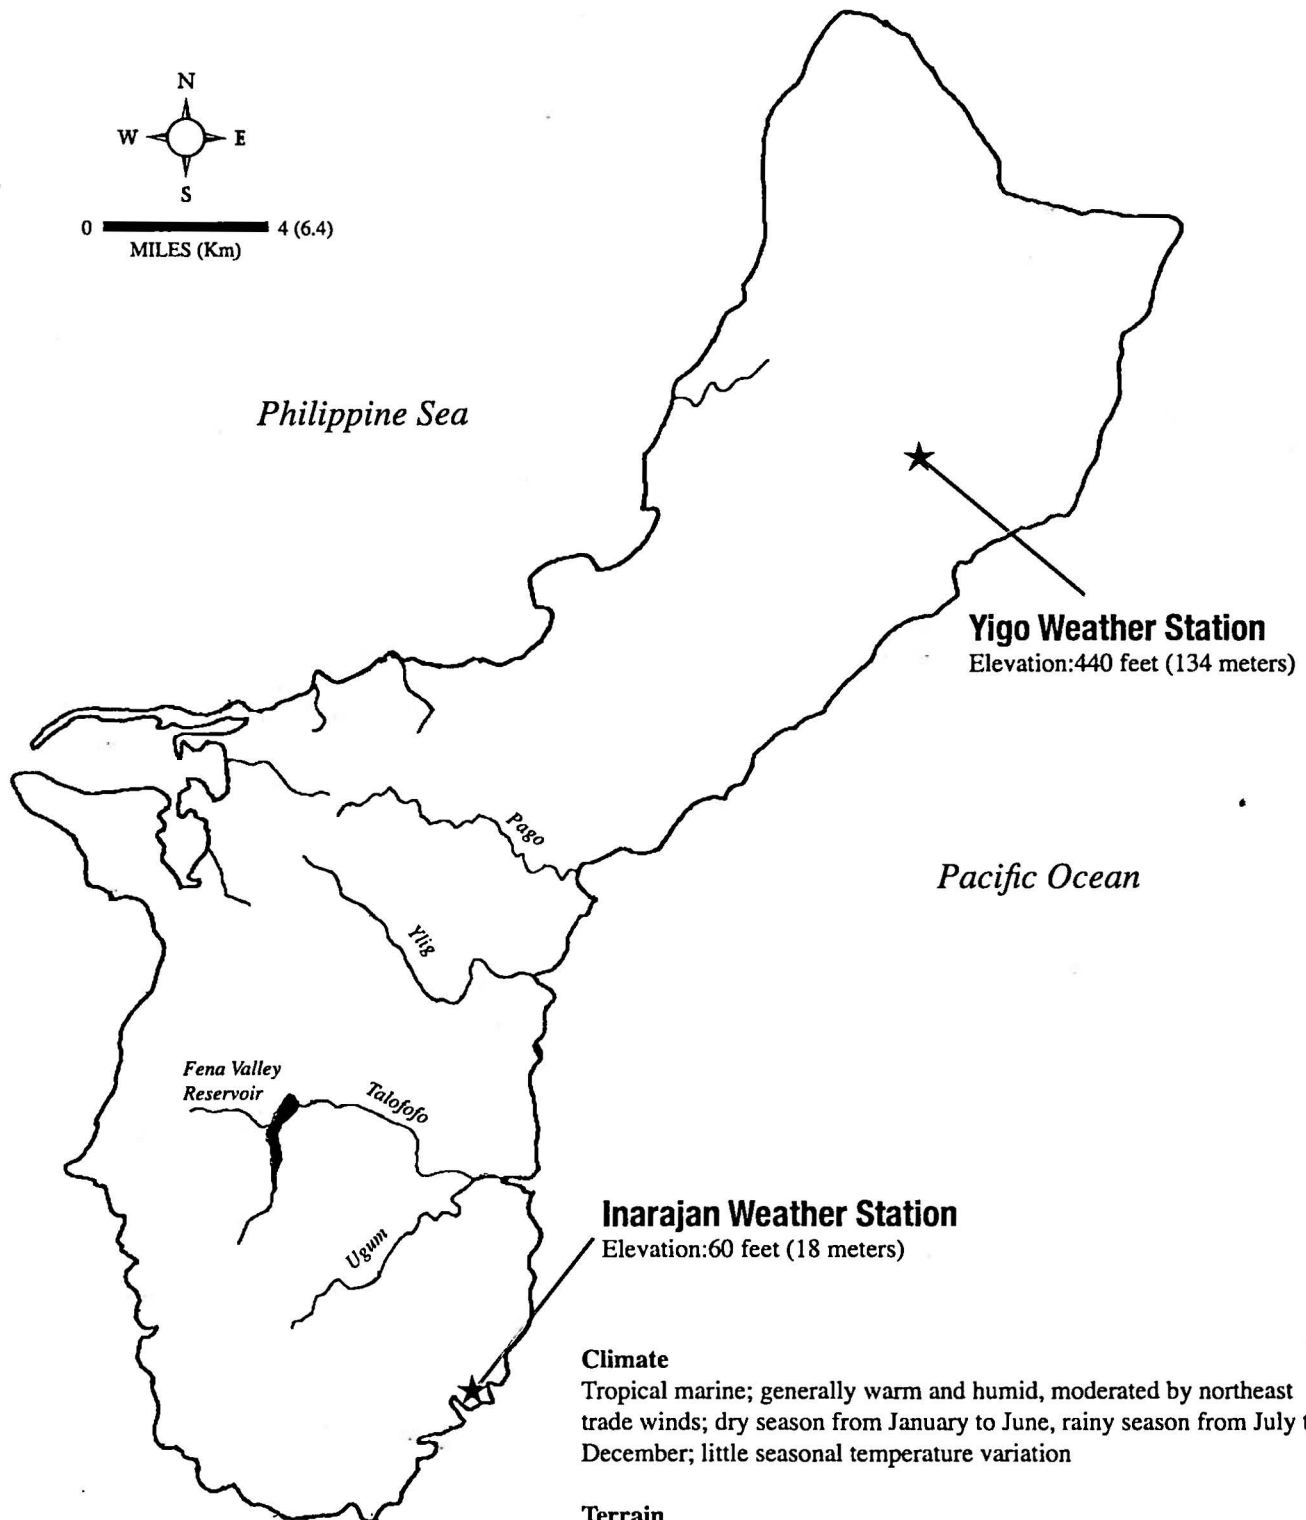 N
W E
S
0 4 (6.4)
MILES (Km)
Philippine Sea
Yigo Weather Station
Elevation:440 feet (134 meters)
Pago
Pacific Ocean
Ylig
Fena Valley
Reservoir
Talofofo
Inarajan Weather Station
Elevation:60 feet (18 meters)
Ugum
Climate
Tropical marine; generally warm and humid, moderated by northeast
trade winds; dry season from January to June, rainy season from July t
December; little seasonal temperature variation
Terrain